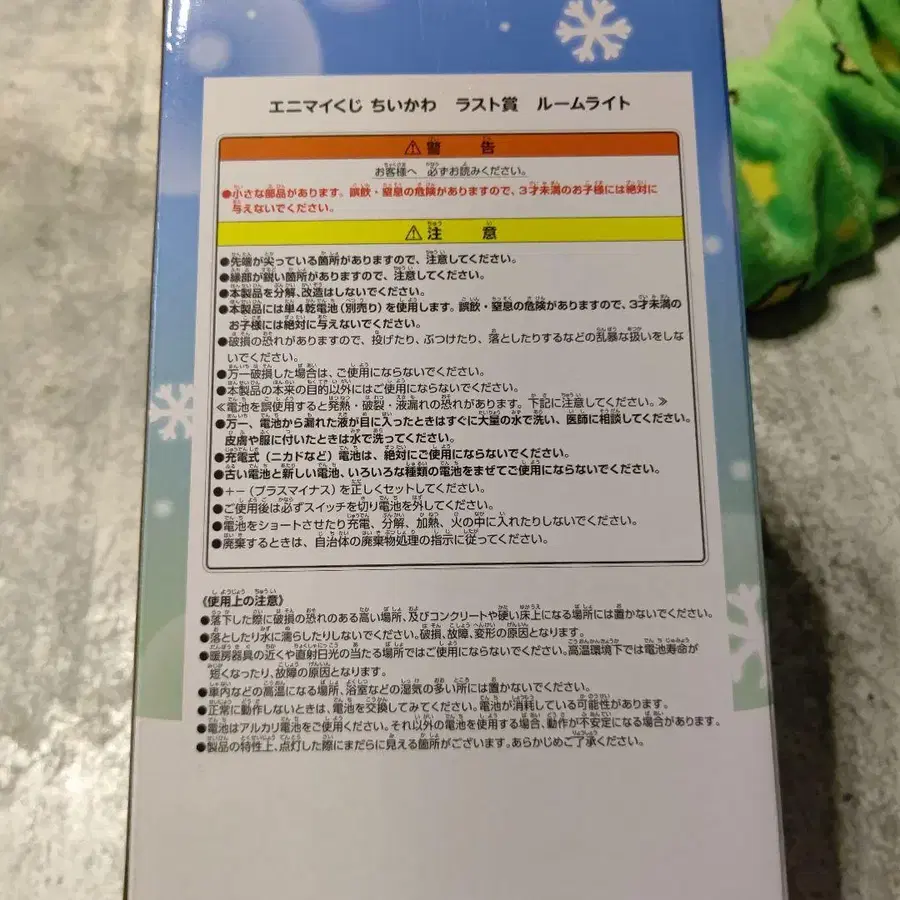 エニマイくじ ちいかわ　ラスト賞　ルームライト
⚠警　告
お客様へ 必ずお読みください。
●小さな部品があります。誤飲・窒息の危険がありますので、3才未満のお子様には絶対に
与えないでください。
⚠注　意
●先端が尖っている箇所がありますので、注意してください。
●縁部が鋭い箇所がありますので、注意してください。
●本製品を分解、改造はしないでください。
●本製品には単4乾電池(別売り)を使用します。誤飲・窒息の危険がありますので、3才未満の
お子様には絶対に与えないでください。
●破損の恐れがありますので、投げたり、ぶつけたり、落としたりするなどの乱暴な扱いをしな
いでください。
●万一破損した場合は、ご使用にならないでください。
●本製品の本来の目的以外にはご使用にならないでください。
≪電池を誤使用すると発熱・破裂・液漏れの恐れがあります。下記に注意してください。≫
●万一、電池から漏れた液が目に入ったときはすぐに大量の水で洗い、医師に相談してください。
皮膚や服に付いたときは水で洗ってください。
●充電式(ニカドなど)電池は、絶対にご使用にならないでください。
●古い電池と新しい電池、いろいろな種類の電池をまぜてご使用にならないでください。
●+-(プラスマイナス)を正しくセットしてください。
●ご使用後は必ずスイッチを切り電池を外してください。
●電池をショートさせたり充電、分解、加熱、火の中に入れたりしないでください。
●廃棄するときは、自治体の廃棄物処理の指示に従ってください。
《使用上の注意》
●落下した際に破損の恐れのある高い場所、及びコンクリートや硬い床上になる場所には置かないでください。
●落としたり水に濡らしたりしないでください。破損、故障、変形の原因となります。
●暖房器具の近くや直射日光の当たる場所ではご使用にならないでください。高温環境下では電池寿命が
短くなったり、故障の原因となります。
●車内などの高温になる場所、浴室などの湿気の多い所には置かないでください。
●正常に動作しないときは、電池を交換してみてください。電池が消耗している可能性があります。
●電池はアルカリ電池をご使用ください。それ以外の電池を使用する場合、動作が不安定になる場合があります。
●製品の特性上、点灯した際にまだらに見える箇所がございます。あらかじめご了承ください。